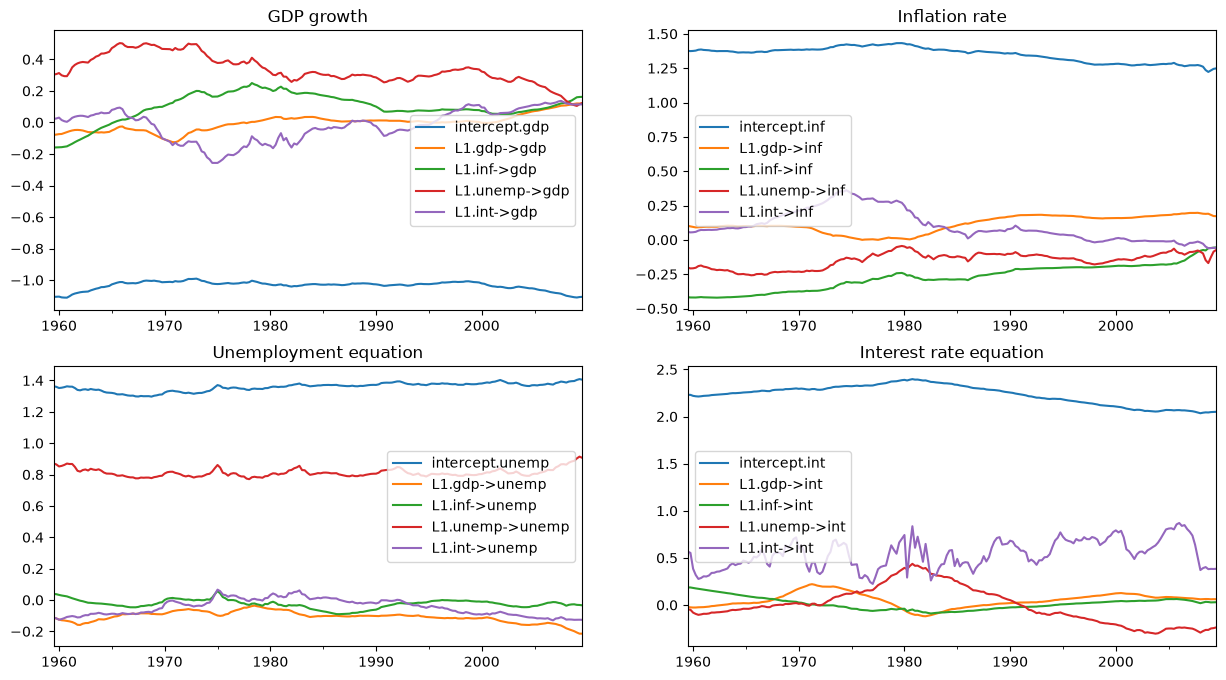 GDP growth
0.4
0.2
0.0
−0.2
−0.4
−0.6
−0.8
−1.0
intercept.gdp
L1.gdp->gdp
L1.inf->gdp
L1.unemp->gdp
L1.int->gdp
1960 1970 1980 1990 2000
Inflation rate
1.50
1.25
1.00
0.75
0.50
0.25
0.00
−0.25
−0.50
intercept.inf
L1.gdp->inf
L1.inf->inf
L1.unemp->inf
L1.int->inf
1960 1970 1980 1990 2000
Unemployment equation
1.4
1.2
1.0
0.8
0.6
0.4
0.2
0.0
−0.2
intercept.unemp
L1.gdp->unemp
L1.inf->unemp
L1.unemp->unemp
L1.int->unemp
1960 1970 1980 1990 2000
Interest rate equation
2.5
2.0
1.5
1.0
0.5
0.0
intercept.int
L1.gdp->int
L1.inf->int
L1.unemp->int
L1.int->int
1960 1970 1980 1990 2000